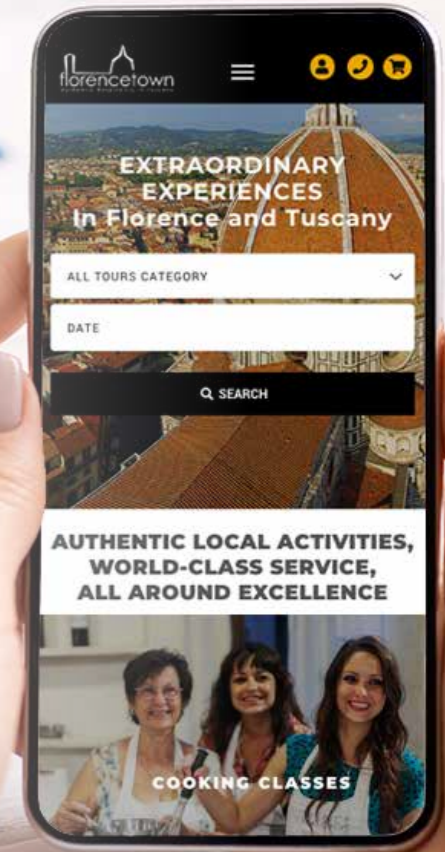 florencetown
EXTRAORDINARY
EXPERIENCES
In Florence and Tuscany
ALL TOURS CATEGORY
DATE
SEARCH
AUTHENTIC LOCAL ACTIVITIES,
WORLD-CLASS SERVICE,
ALL AROUND EXCELLENCE
COOKING CLASSES